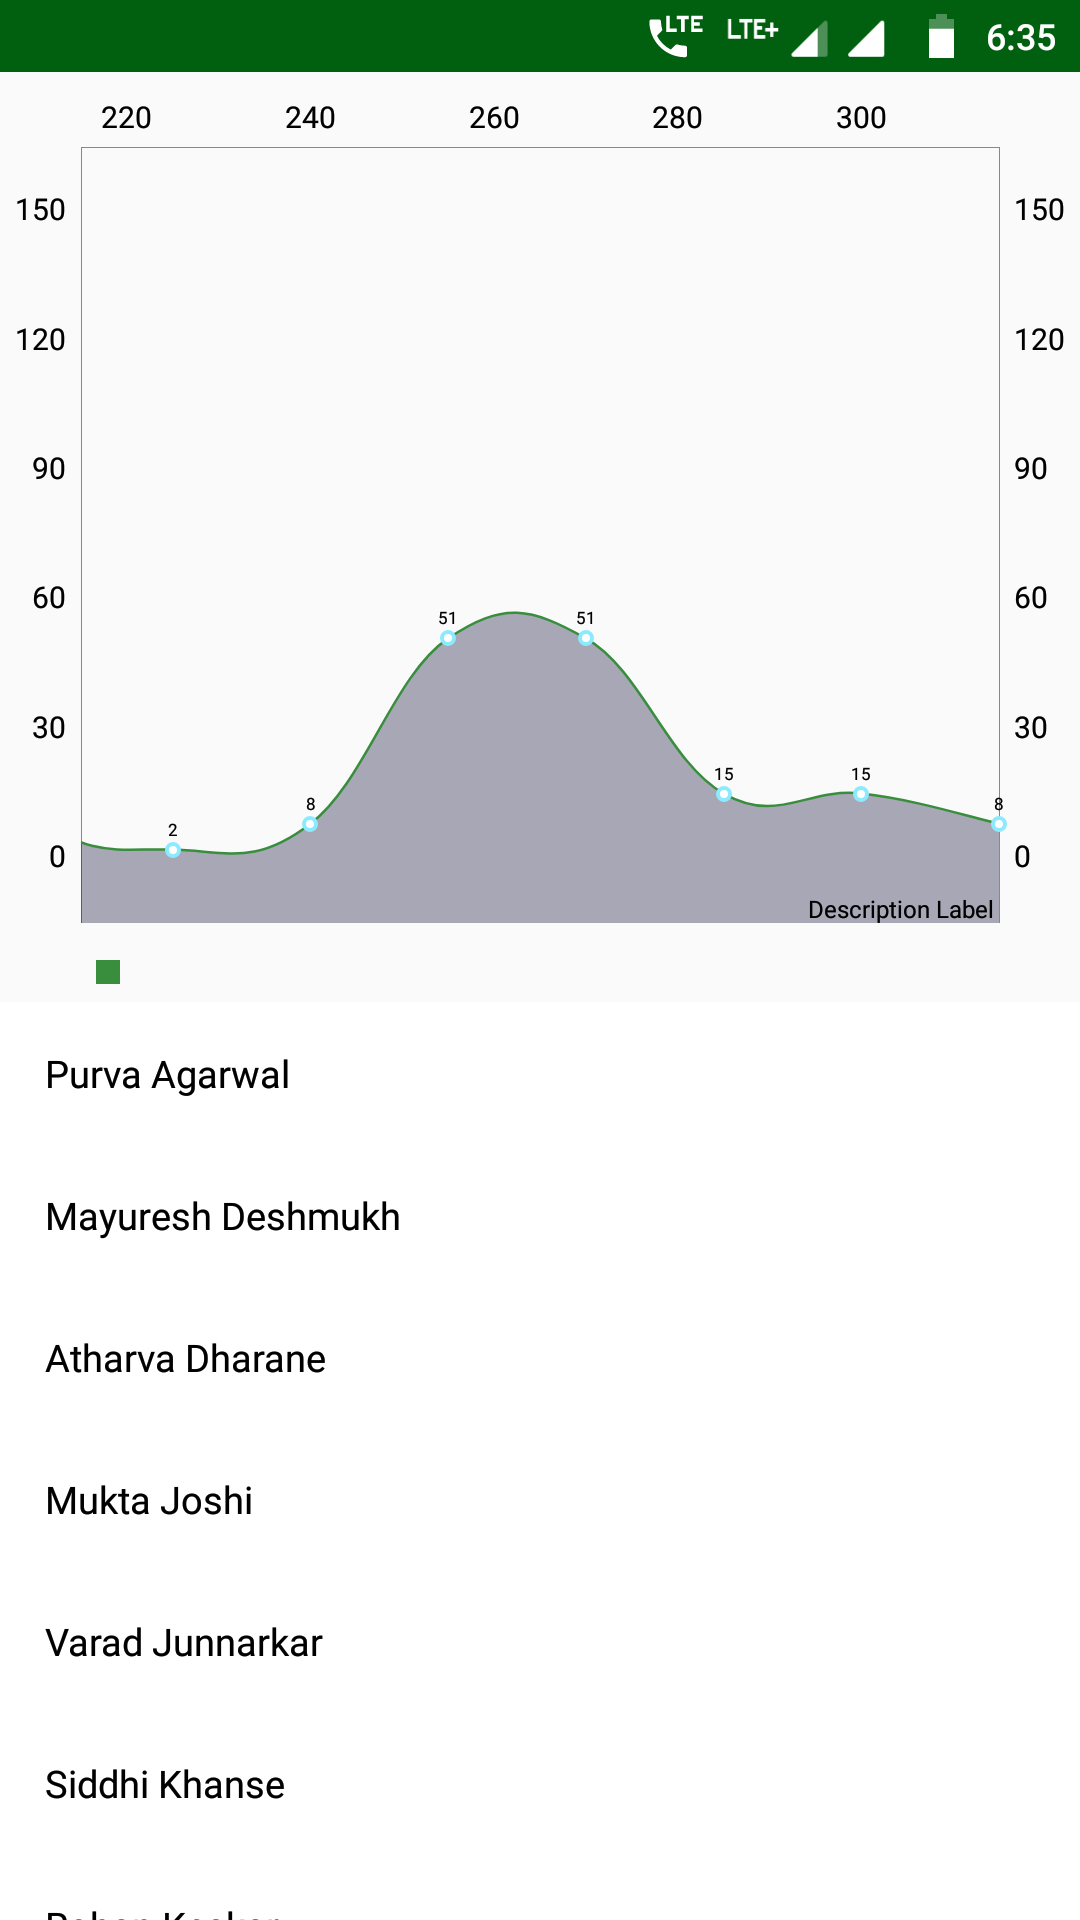 LTE LTE+ 6:35
220 240 260 280 300
150 150
120 120
90 90
60 60
51 51
30 30
15 15
8 8
2
0 0
Description Label
Purva Agarwal
Mayuresh Deshmukh
Atharva Dharane
Mukta Joshi
Varad Junnarkar
Siddhi Khanse